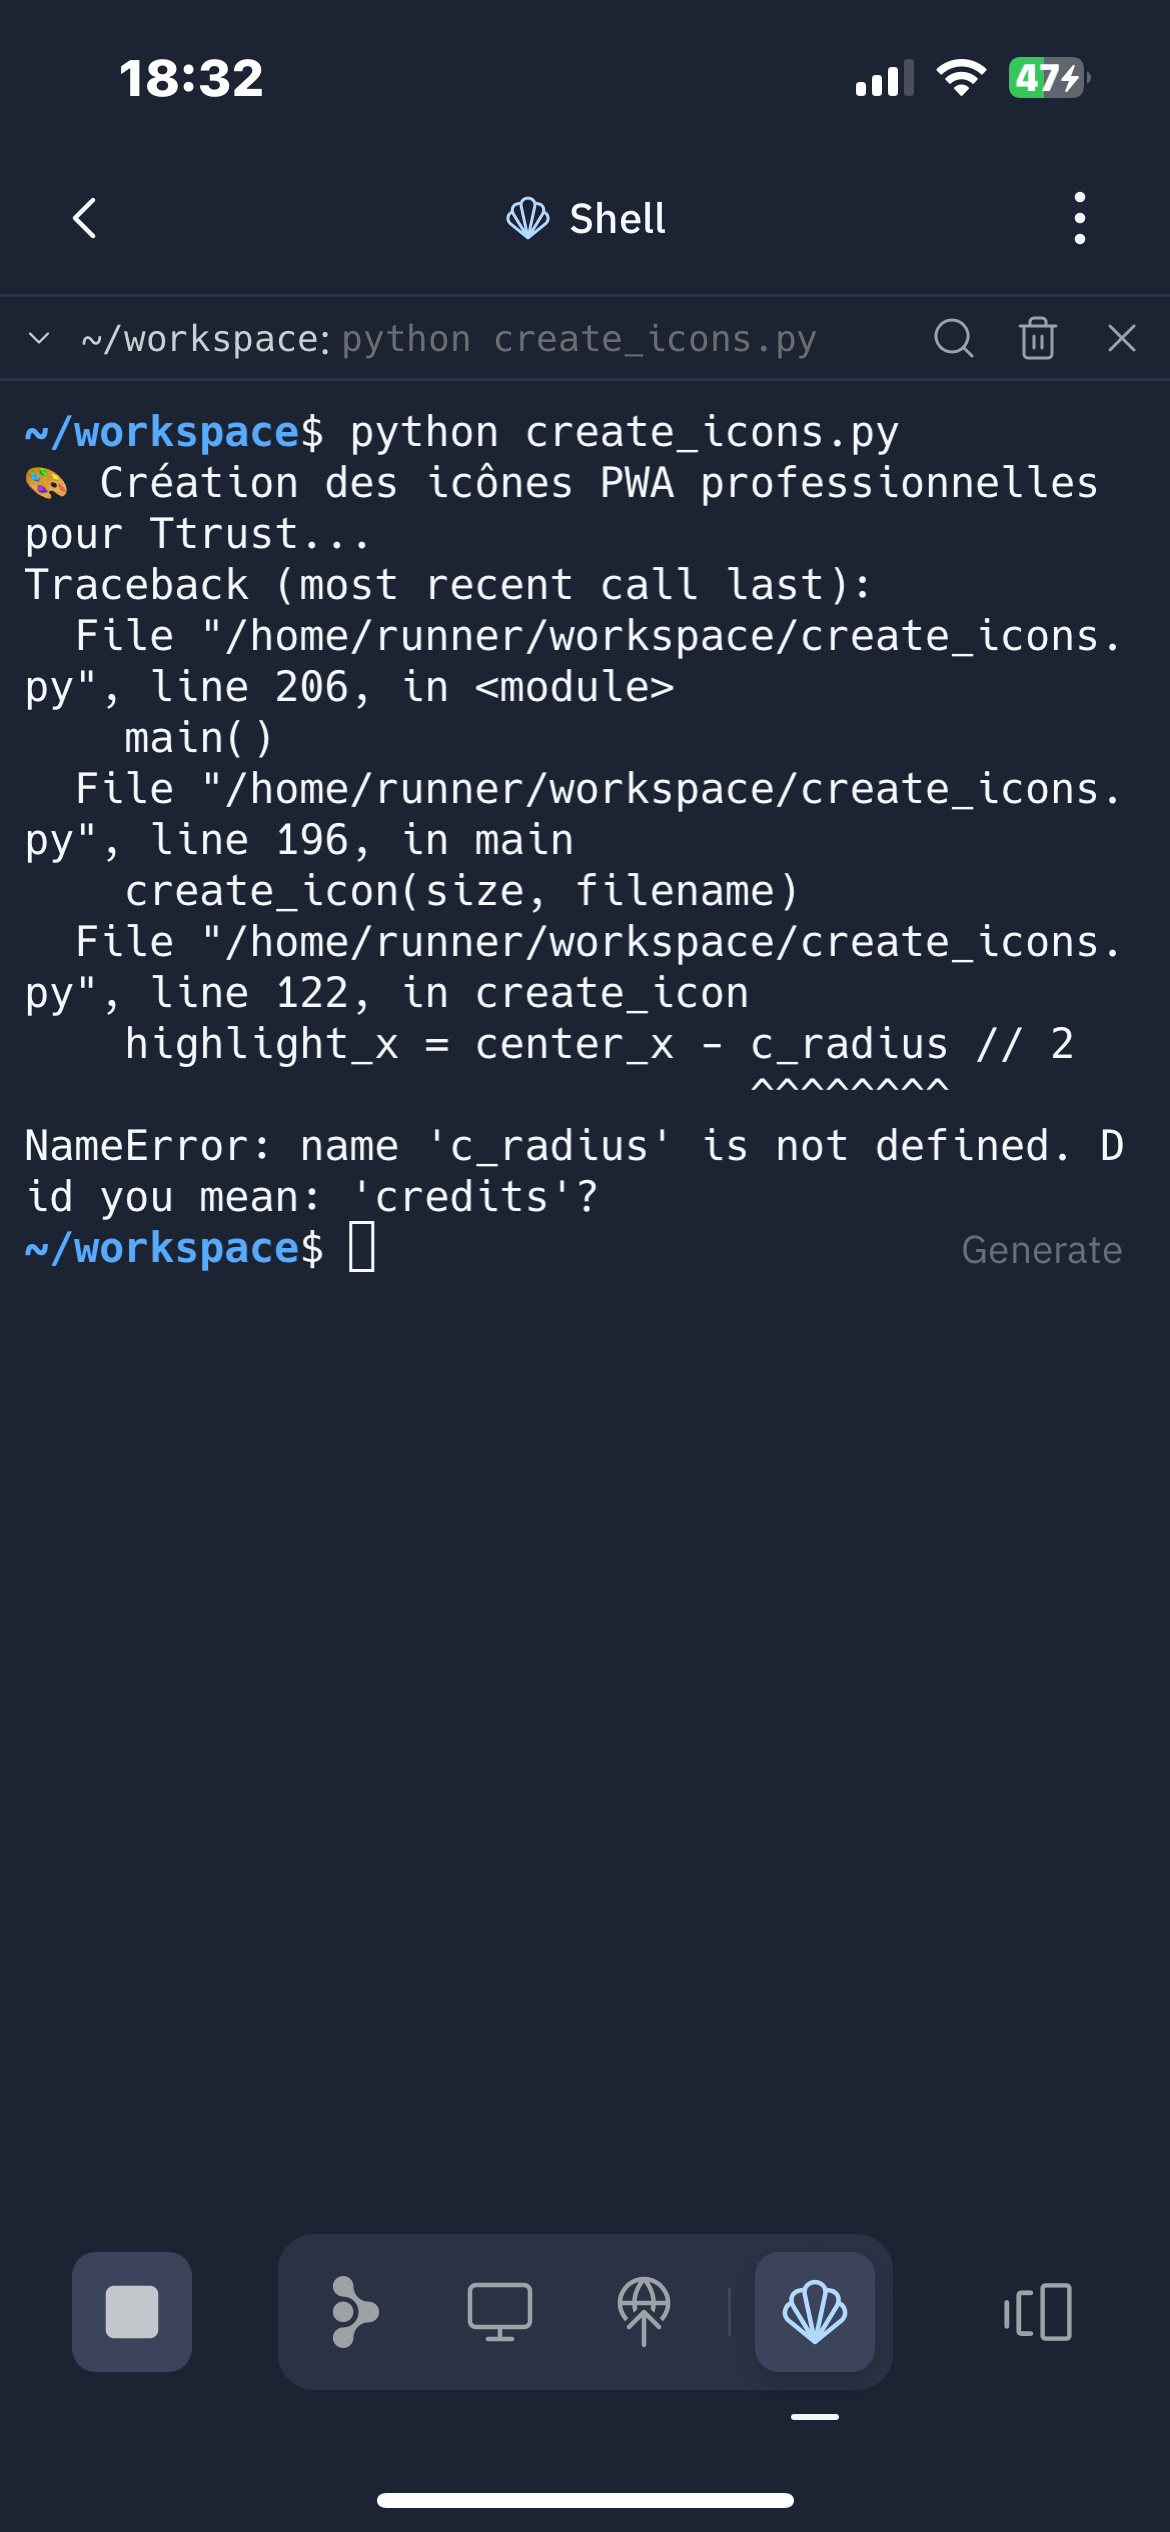 18:32
47
Shell
~/workspace: python create_icons.py
~/workspace$ python create_icons.py
🎨 Création des icônes PWA professionnelles
pour Ttrust...
Traceback (most recent call last):
  File "/home/runner/workspace/create_icons.
py", line 206, in <module>
    main()
  File "/home/runner/workspace/create_icons.
py", line 196, in main
    create_icon(size, filename)
  File "/home/runner/workspace/create_icons.
py", line 122, in create_icon
    highlight_x = center_x - c_radius // 2
                             ^^^^^^^^
NameError: name 'c_radius' is not defined. D
id you mean: 'credits'?
~/workspace$ Generate